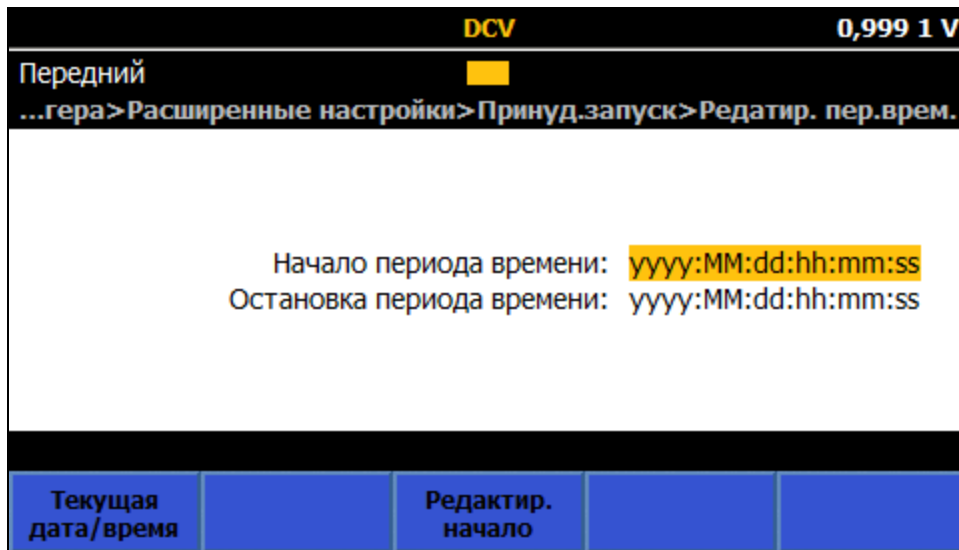 DCV 0,999 1 V
Передний
...гера>Расширенные настройки>Принуд.запуск>Редатир. пер.врем.
Начало периода времени: yyyy:MM:dd:hh:mm:ss
Остановка периода времени: yyyy:MM:dd:hh:mm:ss
Текущая
дата/время
Редактир.
начало